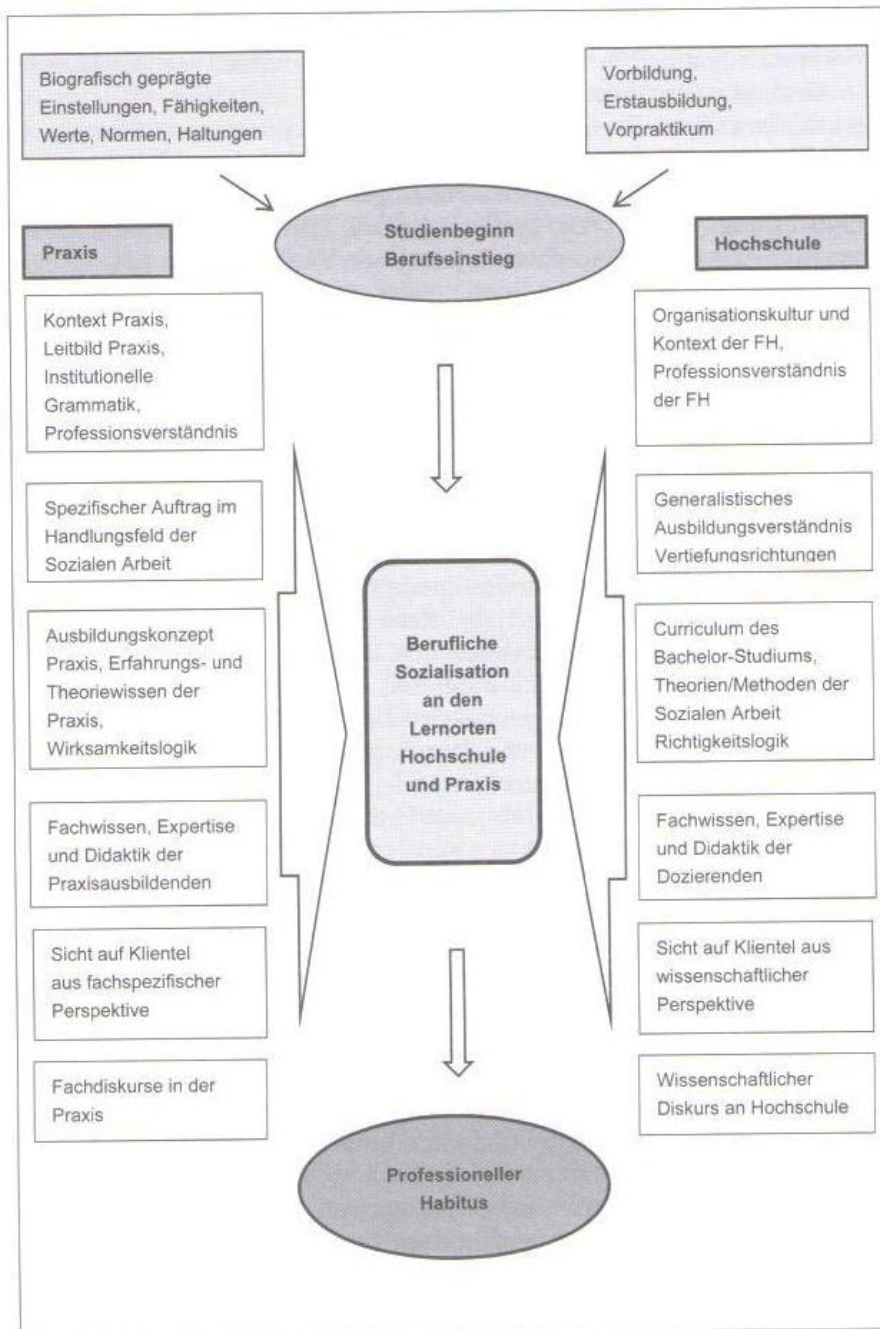 Biografisch geprägte
Einstellungen, Fähigkeiten,
Werte, Normen, Haltungen
Vorbildung,
Erstausbildung,
Vorpraktikum
Studienbeginn
Berufseinstieg
Praxis
Hochschule
Kontext Praxis,
Leitbild Praxis,
Institutionelle
Grammatik,
Professionsverständnis
Organisationskultur und
Kontext der FH,
Professionsverständnis
der FH
Spezifischer Auftrag im
Handlungsfeld der
Sozialen Arbeit
Generalistisches
Ausbildungsverständnis
Vertiefungsrichtungen
Ausbildungskonzept
Praxis, Erfahrungs- und
Theoriewissen der
Praxis,
Wirksamkeitslogik
Berufliche
Sozialisation
an den
Lernorten
Hochschule
und Praxis
Curriculum des
Bachelor-Studiums,
Theorien/Methoden der
Sozialen Arbeit
Richtigkeitslogik
Fachwissen, Expertise
und Didaktik der
Praxisausbildenden
Fachwissen, Expertise
und Didaktik der
Dozierenden
Sicht auf Klientel
aus fachspezifischer
Perspektive
Sicht auf Klientel aus
wissenschaftlicher
Perspektive
Fachdiskurse in der
Praxis
Wissenschaftlicher
Diskurs an Hochschule
Professioneller
Habitus